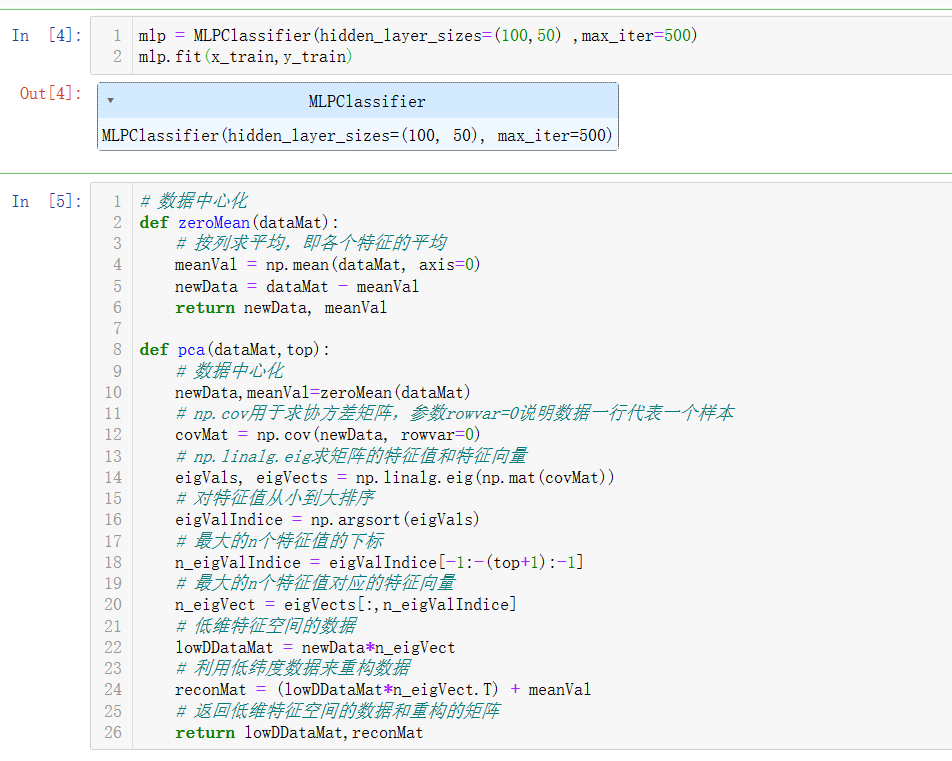 In [4]:
1 mlp = MLPClassifier(hidden_layer_sizes=(100,50) ,max_iter=500)
2 mlp.fit(x_train,y_train)
Out[4]:
▾ MLPClassifier
MLPClassifier(hidden_layer_sizes=(100, 50), max_iter=500)
In [5]:
1 # 数据中心化
2 def zeroMean(dataMat):
3     # 按列求平均，即各个特征的平均
4     meanVal = np.mean(dataMat, axis=0)
5     newData = dataMat - meanVal
6     return newData, meanVal
7
8 def pca(dataMat,top):
9     # 数据中心化
10     newData,meanVal=zeroMean(dataMat)
11     # np.cov用于求协方差矩阵，参数rowvar=0说明数据一行代表一个样本
12     covMat = np.cov(newData, rowvar=0)
13     # np.linalg.eig求矩阵的特征值和特征向量
14     eigVals, eigVects = np.linalg.eig(np.mat(covMat))
15     # 对特征值从小到大排序
16     eigValIndice = np.argsort(eigVals)
17     # 最大的n个特征值的下标
18     n_eigValIndice = eigValIndice[-1:-(top+1):-1]
19     # 最大的n个特征值对应的特征向量
20     n_eigVect = eigVects[:,n_eigValIndice]
21     # 低维特征空间的数据
22     lowDDataMat = newData*n_eigVect
23     # 利用低纬度数据来重构数据
24     reconMat = (lowDDataMat*n_eigVect.T) + meanVal
25     # 返回低维特征空间的数据和重构的矩阵
26     return lowDDataMat,reconMat